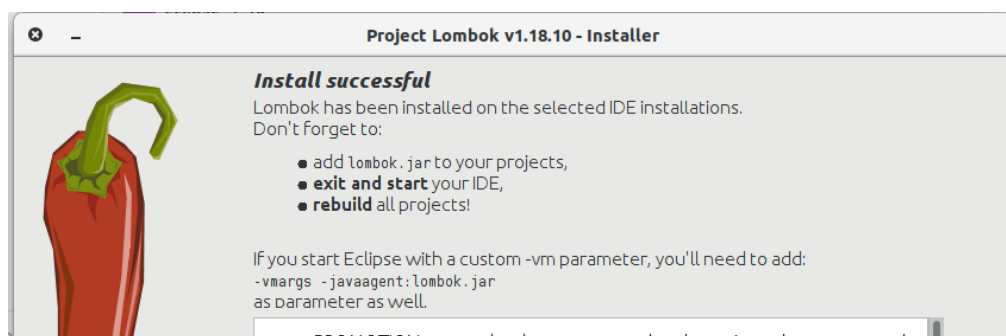 Project Lombok v1.18.10 - Installer
Install successful
Lombok has been installed on the selected IDE installations.
Don't forget to:
add lombok.jar to your projects,
exit and start your IDE,
rebuild all projects!
If you start Eclipse with a custom -vm parameter, you'll need to add:
-vmargs -javaagent:lombok.jar
as parameter as well.